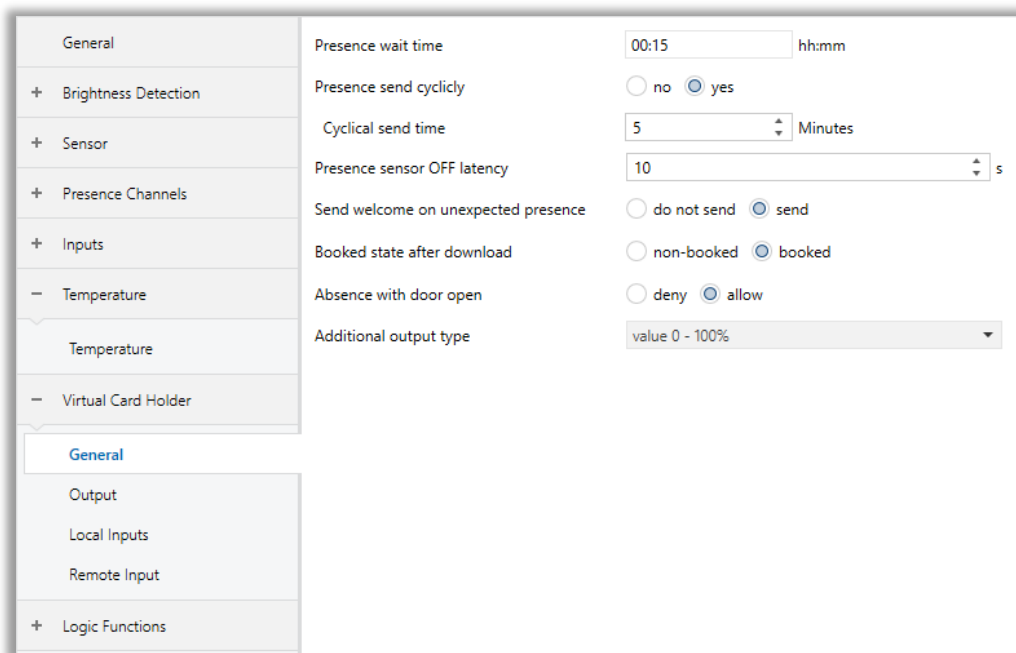 General
+ Brightness Detection
+ Sensor
+ Presence Channels
+ Inputs
− Temperature
Temperature
− Virtual Card Holder
General
Output
Local Inputs
Remote Input
+ Logic Functions
Presence wait time 00:15 hh:mm
Presence send cyclicly no yes
Cyclical send time 5 Minutes
Presence sensor OFF latency 10 s
Send welcome on unexpected presence do not send send
Booked state after download non-booked booked
Absence with door open deny allow
Additional output type value 0 - 100%